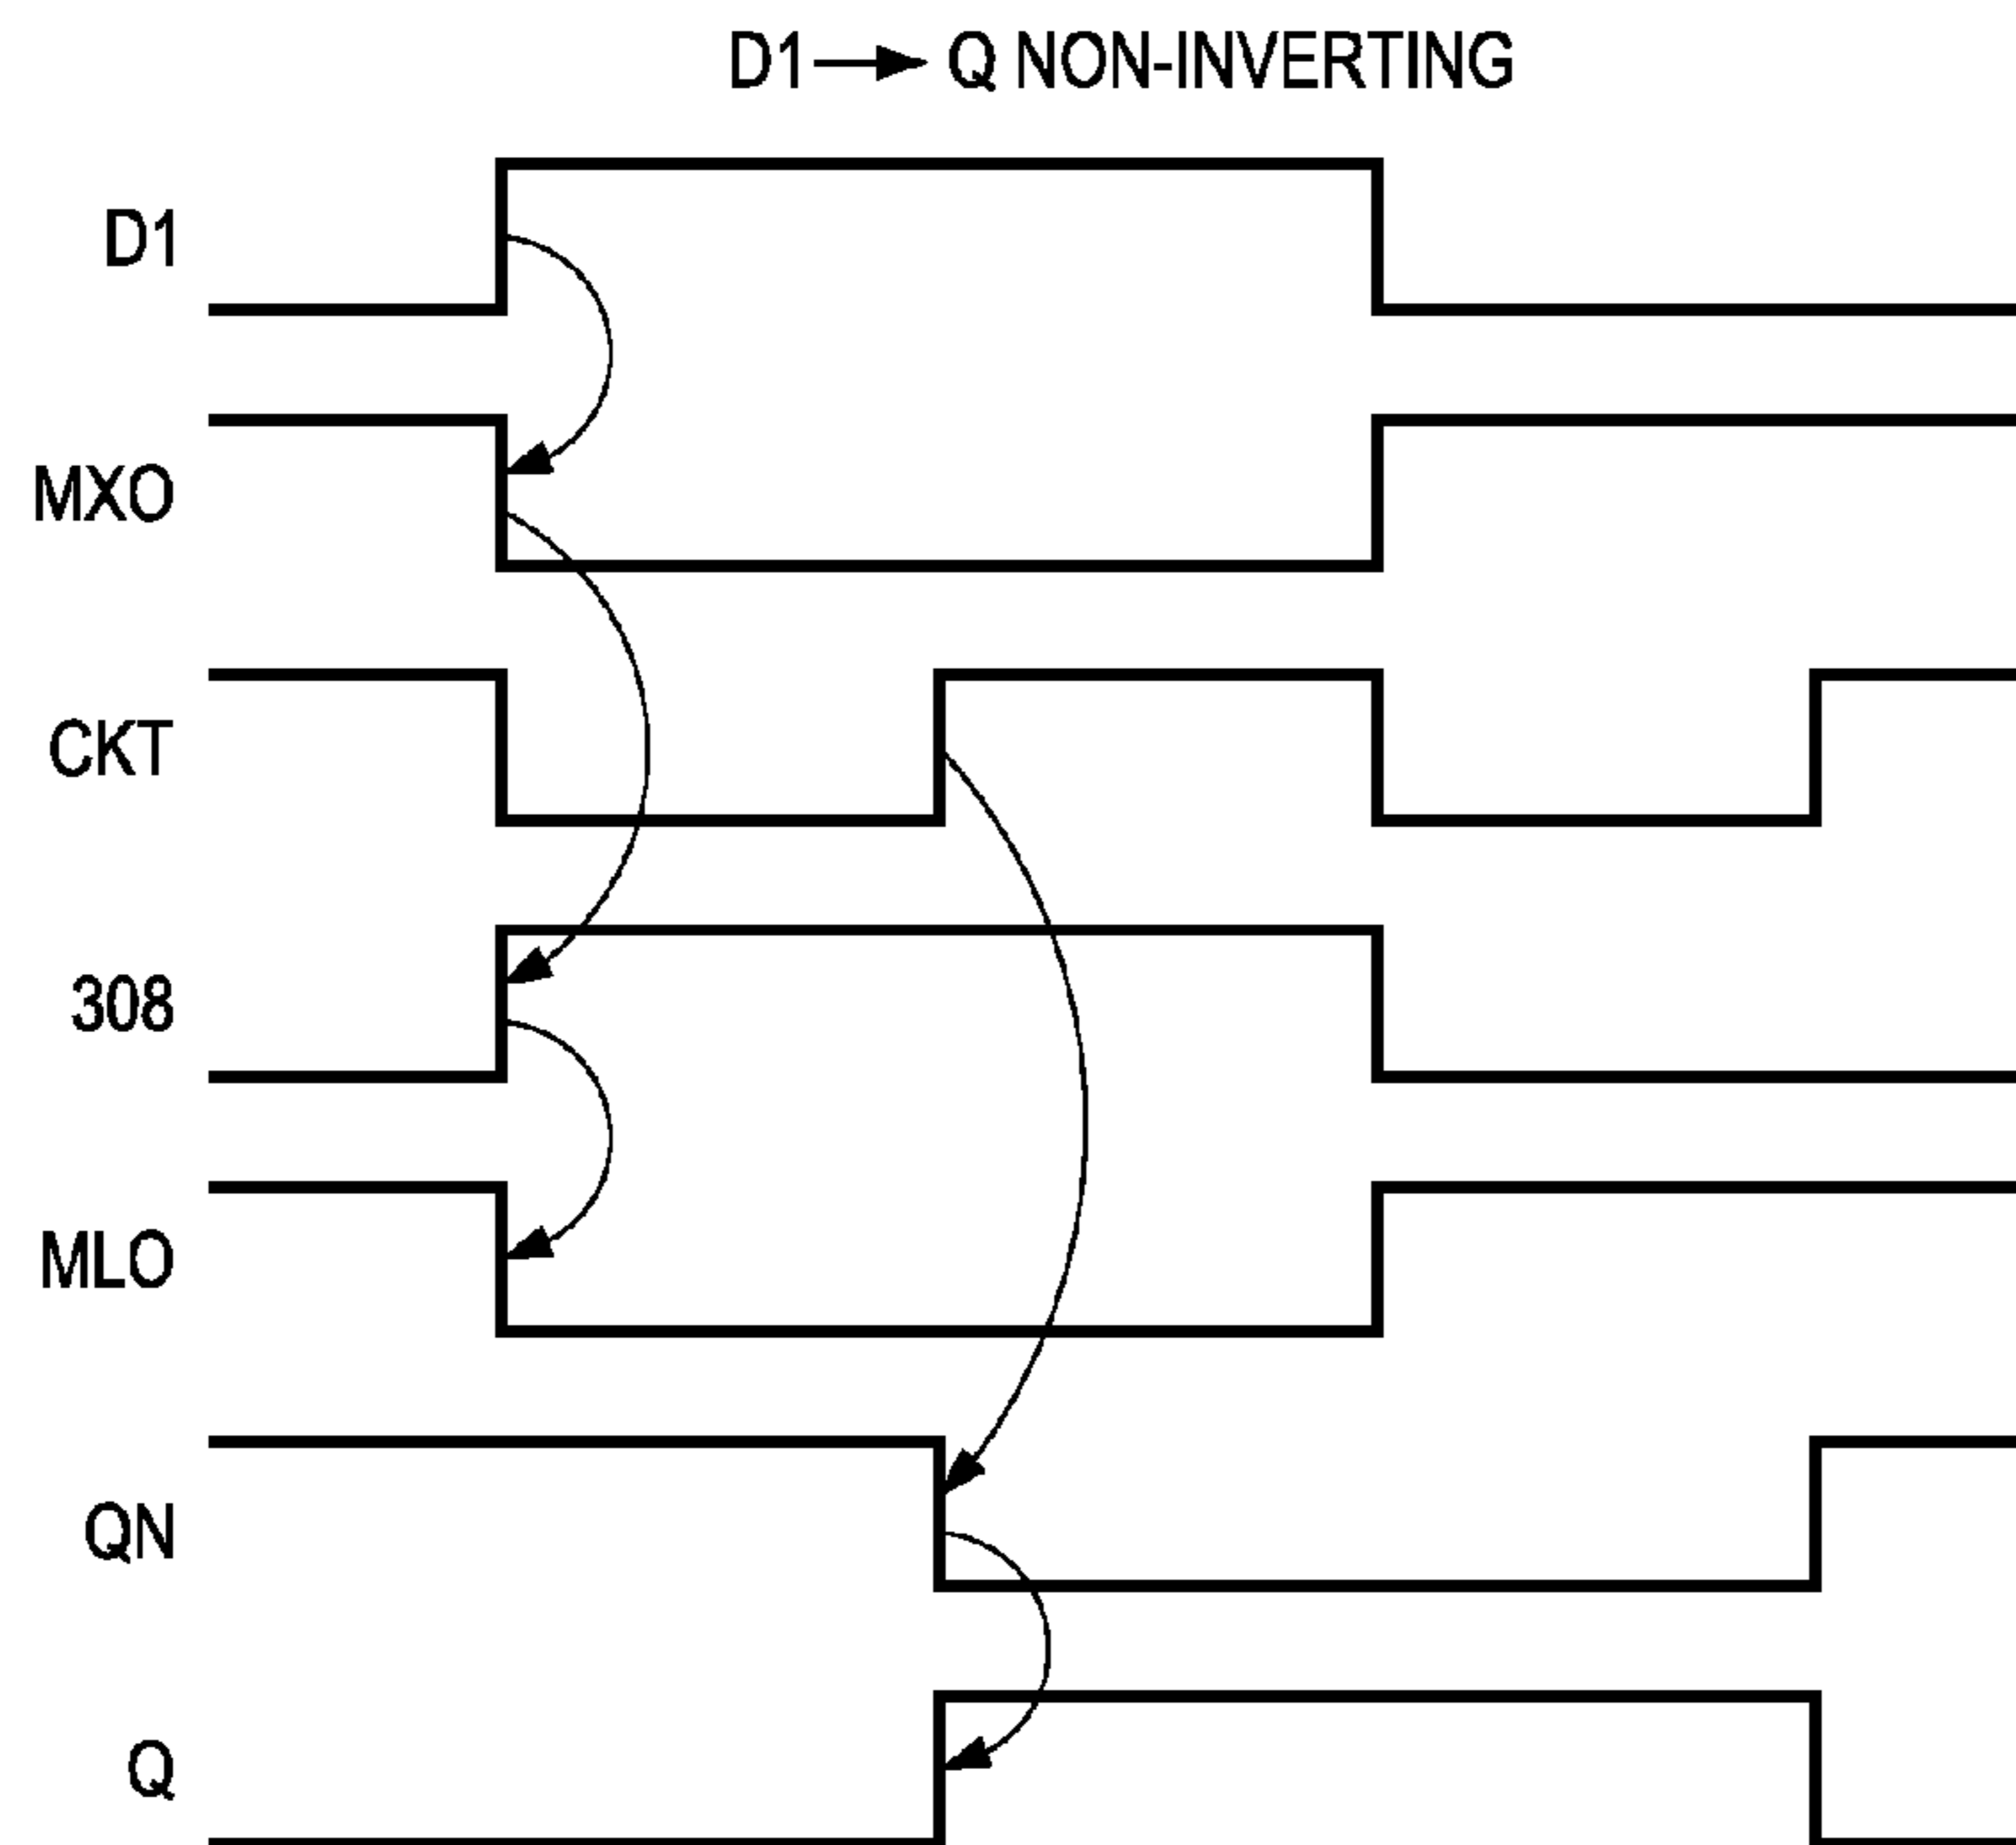 D1 → Q NON-INVERTING
D1
MXO
CKT
308
MLO
QN
Q